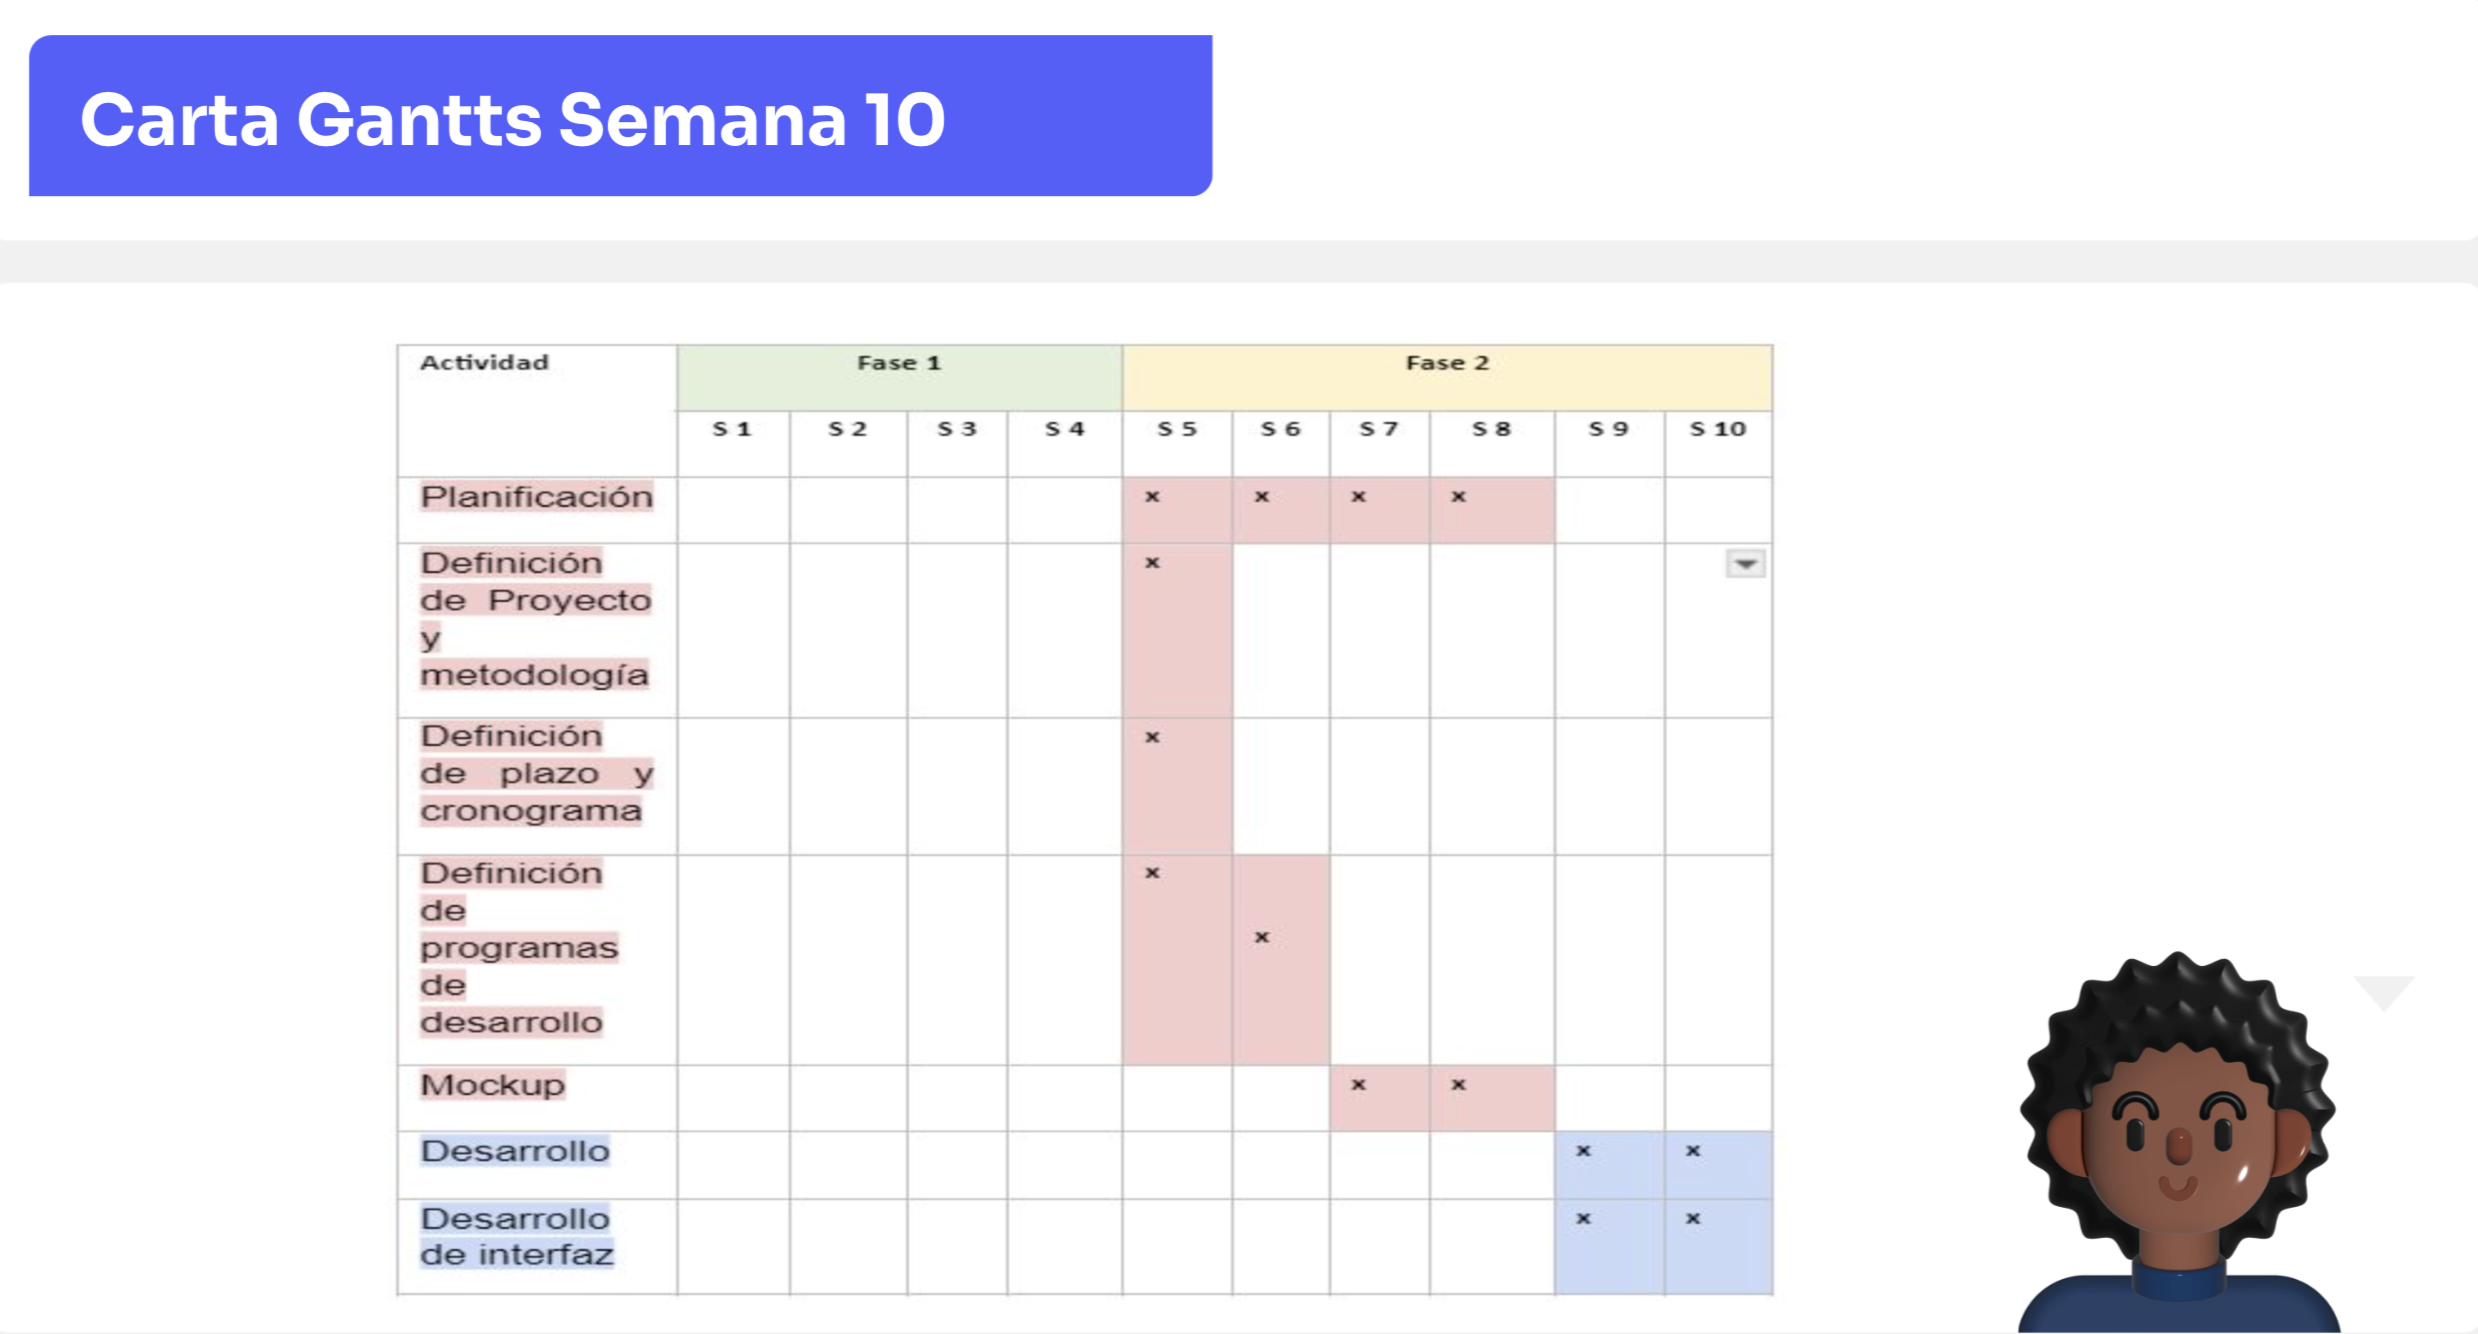 Carta Gantts Semana 10
Actividad Fase 1 Fase 2
S 1 S 2 S 3 S 4 S 5 S 6 S 7 S 8 S 9 S 10
Planificación x x x x
Definición x
de Proyecto
y
metodología
Definición x
de plazo y
cronograma
Definición x
de
programas x
de
desarrollo
Mockup x x
Desarrollo x x
Desarrollo x x
de interfaz